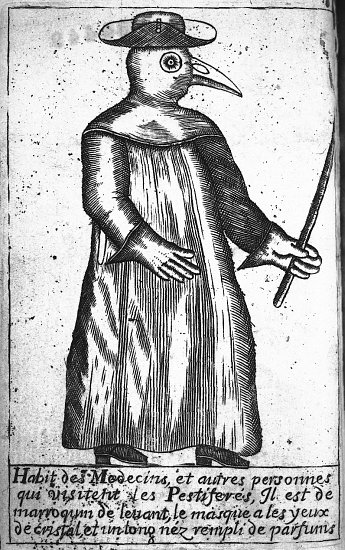 Habit des Medecins, et autres personnes
qui visitent les Pestiferes, Il est de
marroquin de leuant, le masque a les yeux
de cristal, et un long néz rempli de parfums